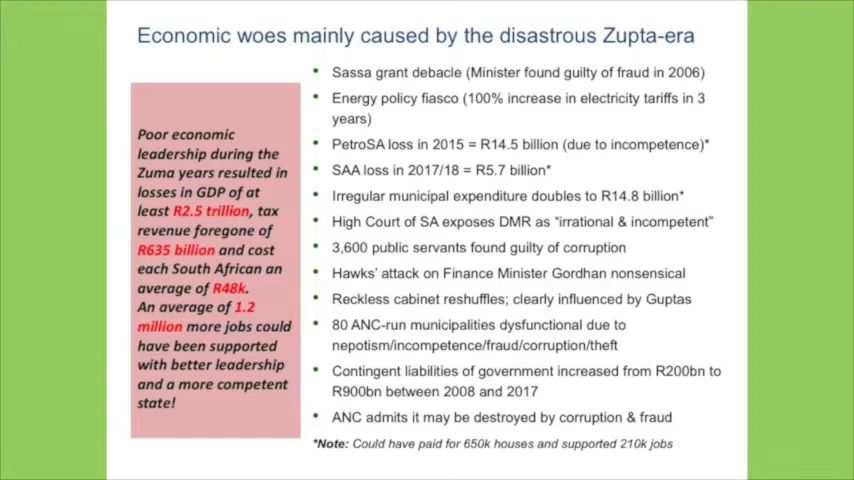 Economic woes mainly caused by the disastrous Zupta-era
Poor economic
leadership during the
Zuma years resulted in
losses in GDP of at
least R2.5 trillion, tax
revenue foregone of
R635 billion and cost
each South African an
average of R48k.
An average of 1.2
million more jobs could
have been supported
with better leadership
and a more competent
state!
• Sassa grant debacle (Minister found guilty of fraud in 2006)
• Energy policy fiasco (100% increase in electricity tariffs in 3
years)
• PetroSA loss in 2015 = R14.5 billion (due to incompetence)*
• SAA loss in 2017/18 = R5.7 billion*
• Irregular municipal expenditure doubles to R14.8 billion*
• High Court of SA exposes DMR as “irrational & incompetent”
• 3,600 public servants found guilty of corruption
• Hawks’ attack on Finance Minister Gordhan nonsensical
• Reckless cabinet reshuffles; clearly influenced by Guptas
• 80 ANC-run municipalities dysfunctional due to
nepotism/incompetence/fraud/corruption/theft
• Contingent liabilities of government increased from R200bn to
R900bn between 2008 and 2017
• ANC admits it may be destroyed by corruption & fraud
*Note: Could have paid for 650k houses and supported 210k jobs